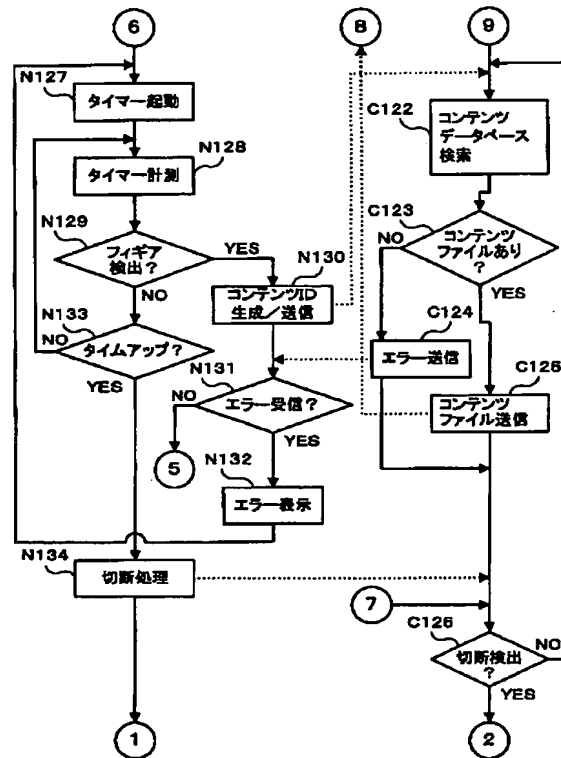 6
8
9
N127
タイマー起動
C122
コンテンツ
データベース
検索
N128
タイマー計測
N129
フィギア
検出?
YES
NO
N130
コンテンツID
生成/送信
C123
コンテンツ
ファイルあり
?
NO
YES
N133
タイムアップ?
NO
YES
C124
エラー送信
N131
エラー受信?
NO
YES
C125
コンテンツ
ファイル送信
5
N132
エラー表示
N134
切断処理
7
C126
切断検出
?
NO
YES
1
2